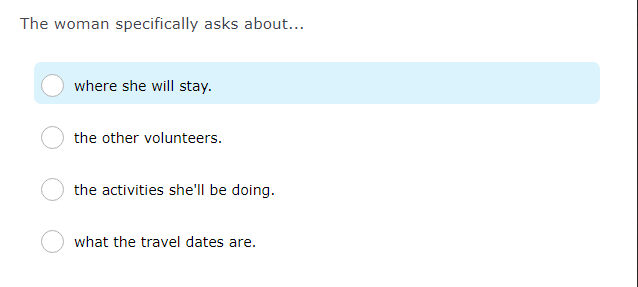 The woman specifically asks about...
where she will stay.
the other volunteers.
the activities she'll be doing.
what the travel dates are.